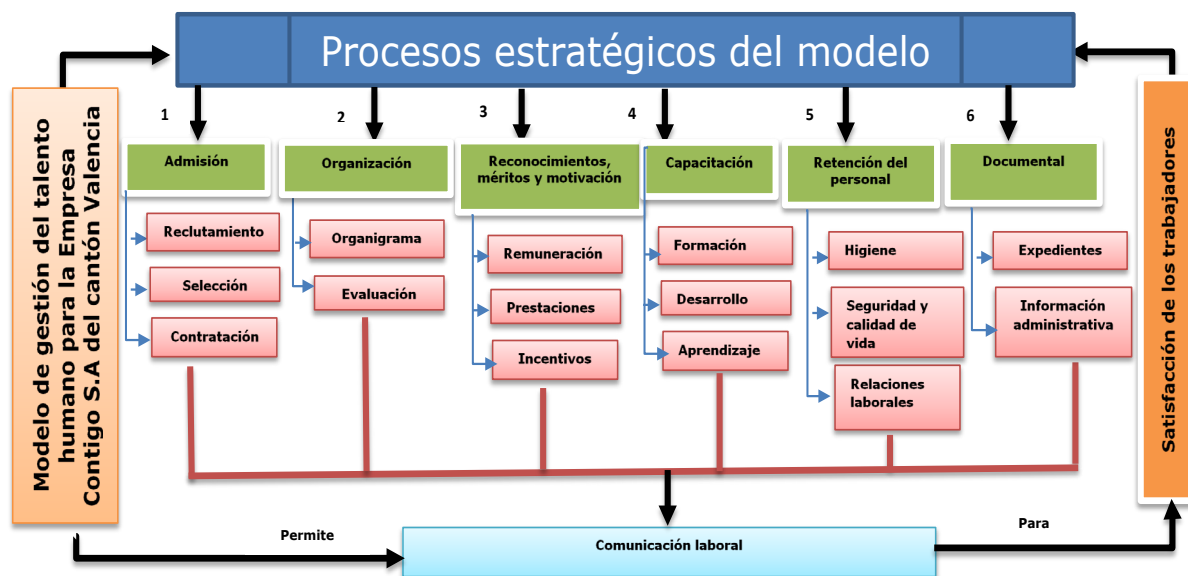 Procesos estratégicos del modelo
Modelo de gestión del talento
humano para la Empresa
Contigo S.A del cantón Valencia
1
2
3
4
5
6
Admisión
Reclutamiento
Selección
Contratación
Organización
Organigrama
Evaluación
Reconocimientos,
méritos y motivación
Remuneración
Prestaciones
Incentivos
Capacitación
Formación
Desarrollo
Aprendizaje
Retención del
personal
Higiene
Seguridad y
calidad de
vida
Relaciones
laborales
Documental
Expedientes
Información
administrativa
Satisfacción de los trabajadores
Permite
Comunicación laboral
Para